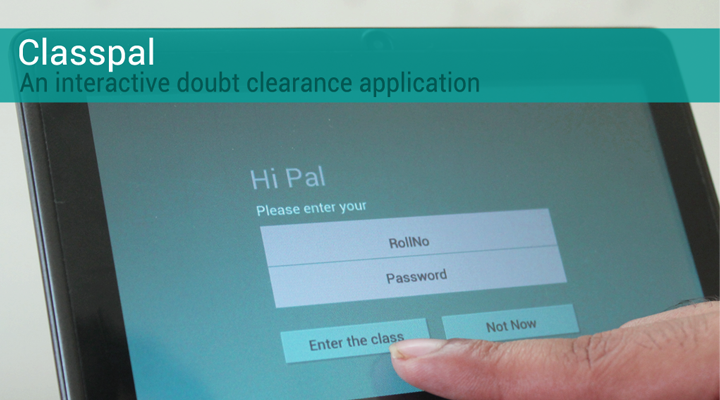 Classpal
An interactive doubt clearance application
Hi Pal
Please enter your
RollNo
Password
Enter the class
Not Now